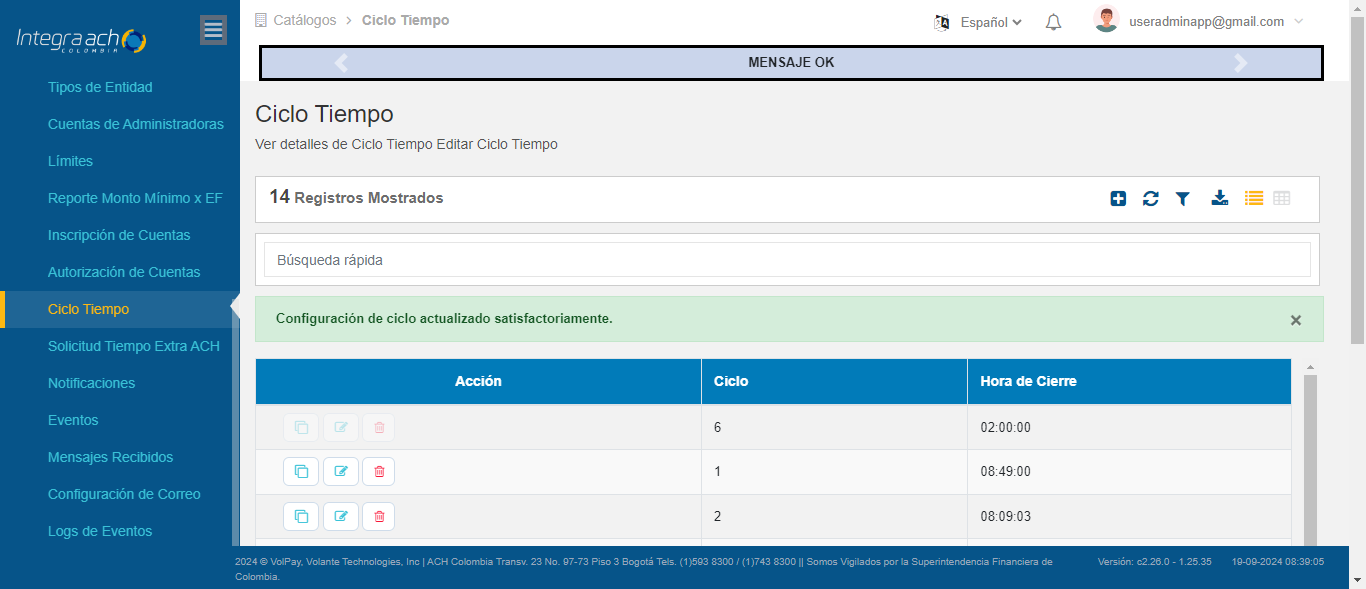 Catálogos > Ciclo Tiempo
Español
useradminapp@gmail.com
Integra ach
COLOMBIA
MENSAJE OK
Tipos de Entidad
Cuentas de Administradoras
Límites
Reporte Monto Mínimo x EF
Inscripción de Cuentas
Autorización de Cuentas
Ciclo Tiempo
Solicitud Tiempo Extra ACH
Notificaciones
Eventos
Mensajes Recibidos
Configuración de Correo
Logs de Eventos
Ciclo Tiempo
Ver detalles de Ciclo Tiempo Editar Ciclo Tiempo
14 Registros Mostrados
Búsqueda rápida
Configuración de ciclo actualizado satisfactoriamente.
Acción Ciclo Hora de Cierre
6 02:00:00
1 08:49:00
2 08:09:03
2024 © VolPay, Volante Technologies, Inc | ACH Colombia Transv. 23 No. 97-73 Piso 3 Bogotá Tels. (1)593 8300 / (1)743 8300 || Somos Vigilados por la Superintendencia Financiera de
Colombia.
Versión: c2.26.0 - 1.25.35
19-09-2024 08:39:05